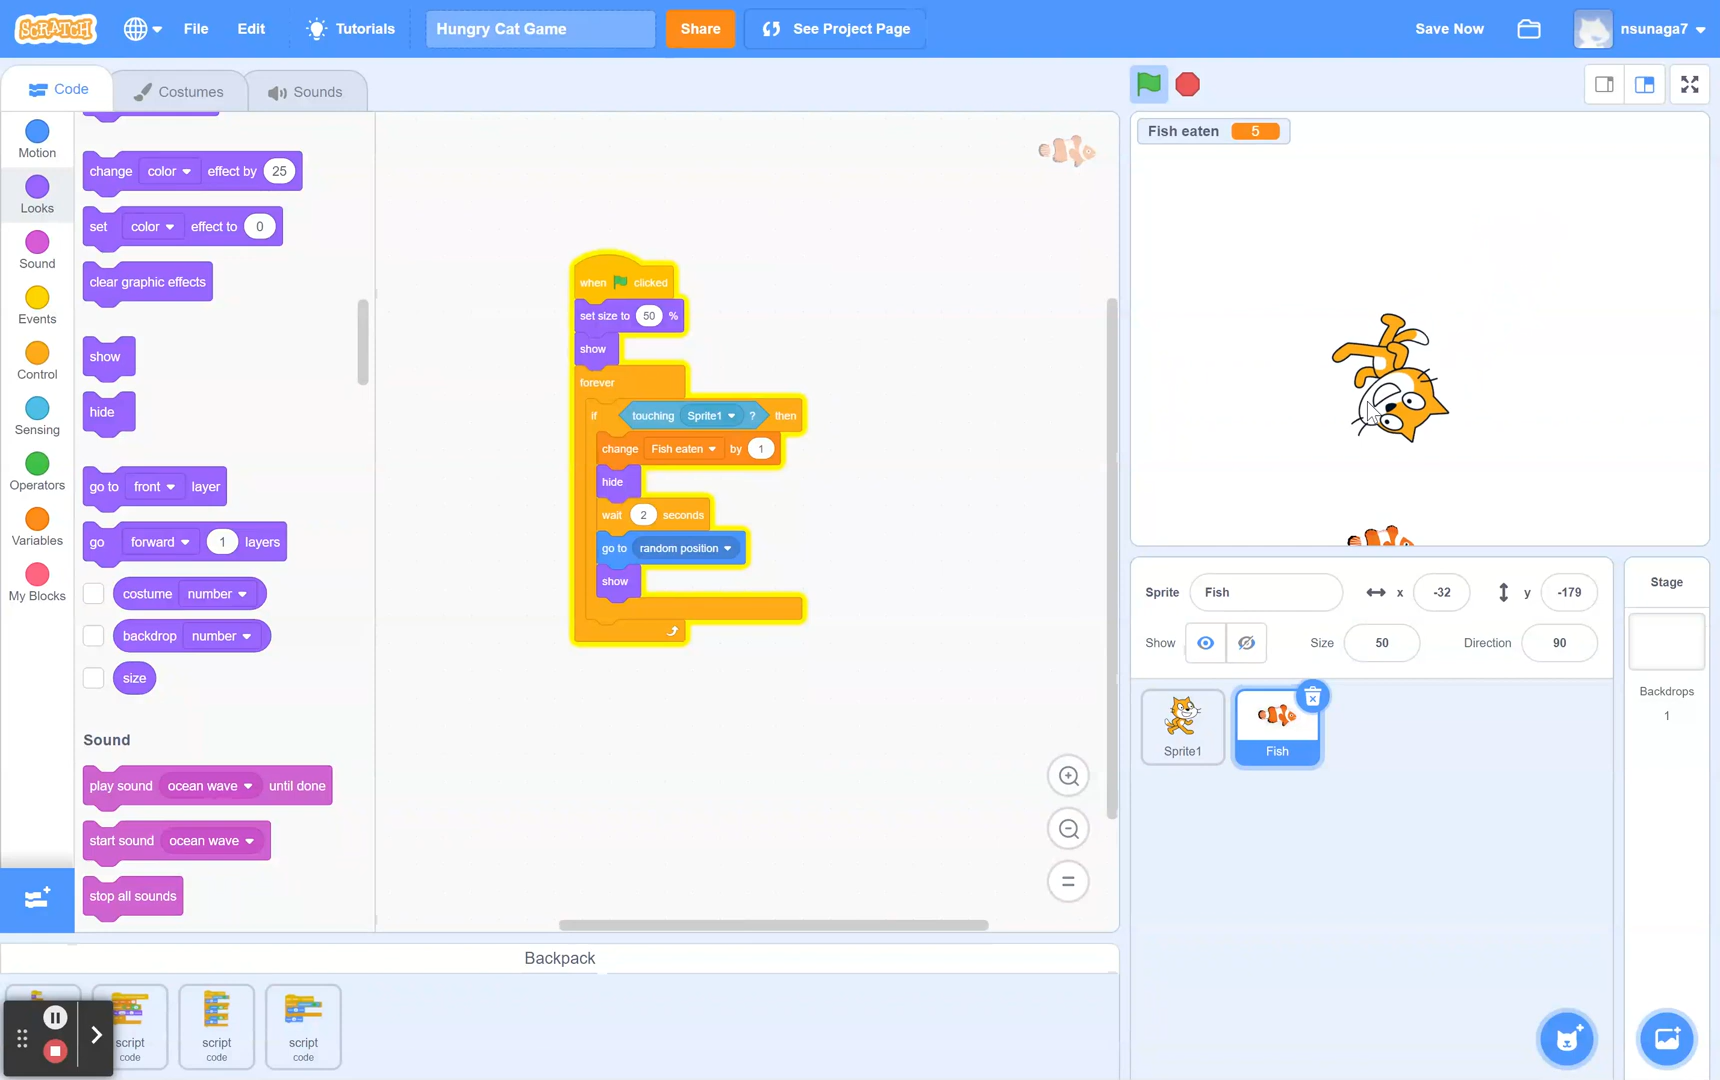 SCRATCH
File
Edit
Tutorials
Hungry Cat Game
Share
See Project Page
Save Now
nsunaga7
Code
Costumes
Sounds
Motion
Looks
Sound
Events
Control
Sensing
Operators
Variables
My Blocks
change color effect by 25
set color effect to 0
clear graphic effects
show
hide
go to front layer
go forward 1 layers
costume number
backdrop number
size
Sound
play sound ocean wave until done
start sound ocean wave
stop all sounds
when clicked
set size to 50 %
show
forever
if touching Sprite1 ? then
change Fish eaten by 1
hide
wait 2 seconds
go to random position
show
Fish eaten 5
Sprite Fish x -32 y -179
Show Size 50 Direction 90
Sprite1
Fish
Stage
Backdrops
1
Backpack
script
code
script
code
script
code